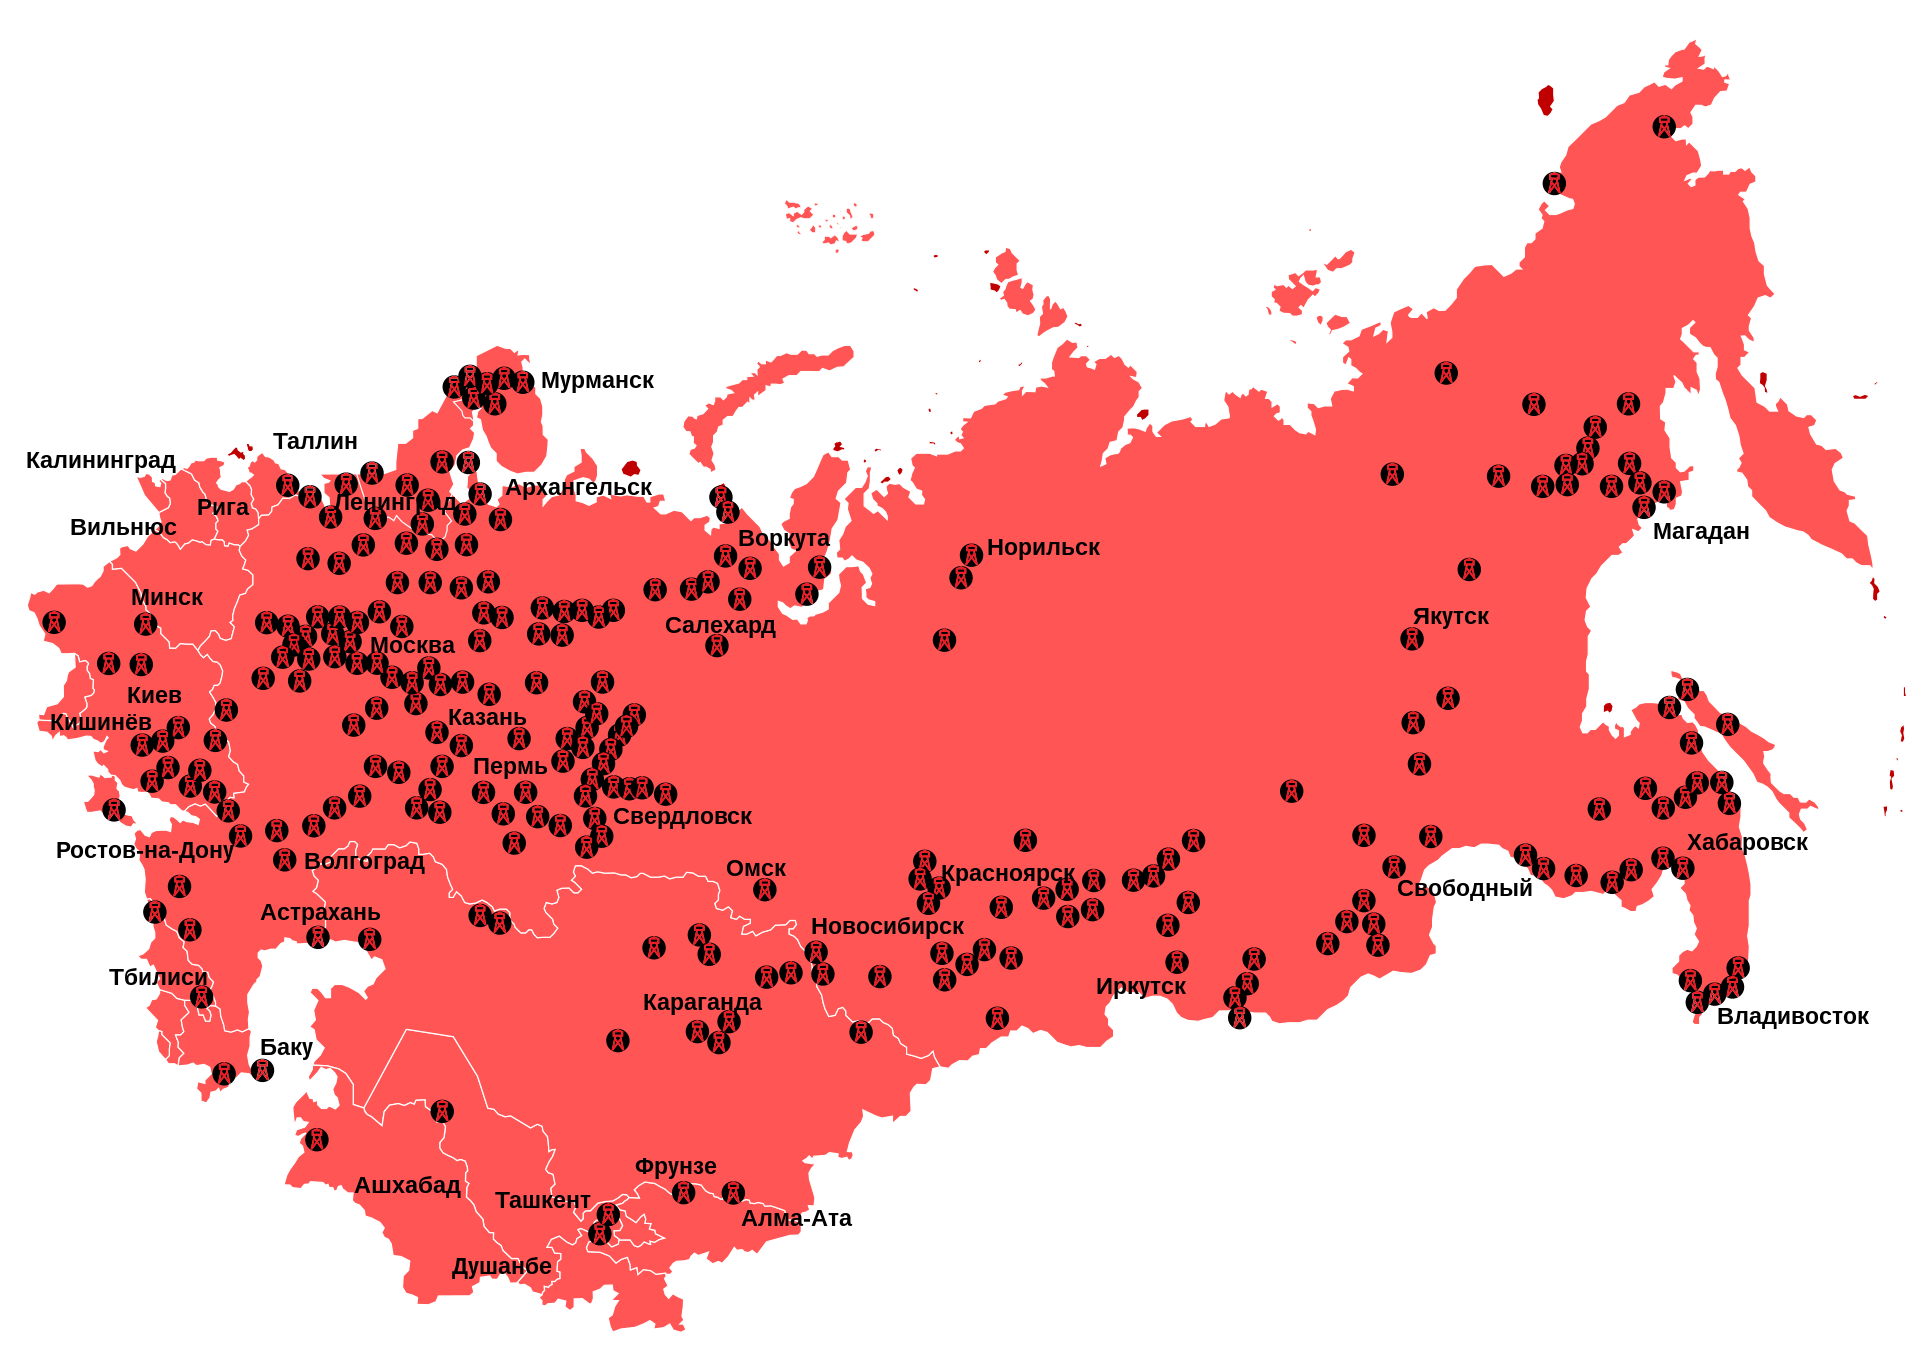 Мурманск
Таллин
Калининград
Архангельск
Ленинград
Рига
Вильнюс
Магадан
Воркута
Норильск
Минск
Якутск
Салехард
Москва
Киев
Казань
Кишинёв
Пермь
Свердловск
Хабаровск
Ростов-на-Дону
Волгоград
Омск
Красноярск
Свободный
Астрахань
Новосибирск
Тбилиси
Иркутск
Караганда
Владивосток
Баку
Фрунзе
Ашхабад
Ташкент
Алма-Ата
Душанбе